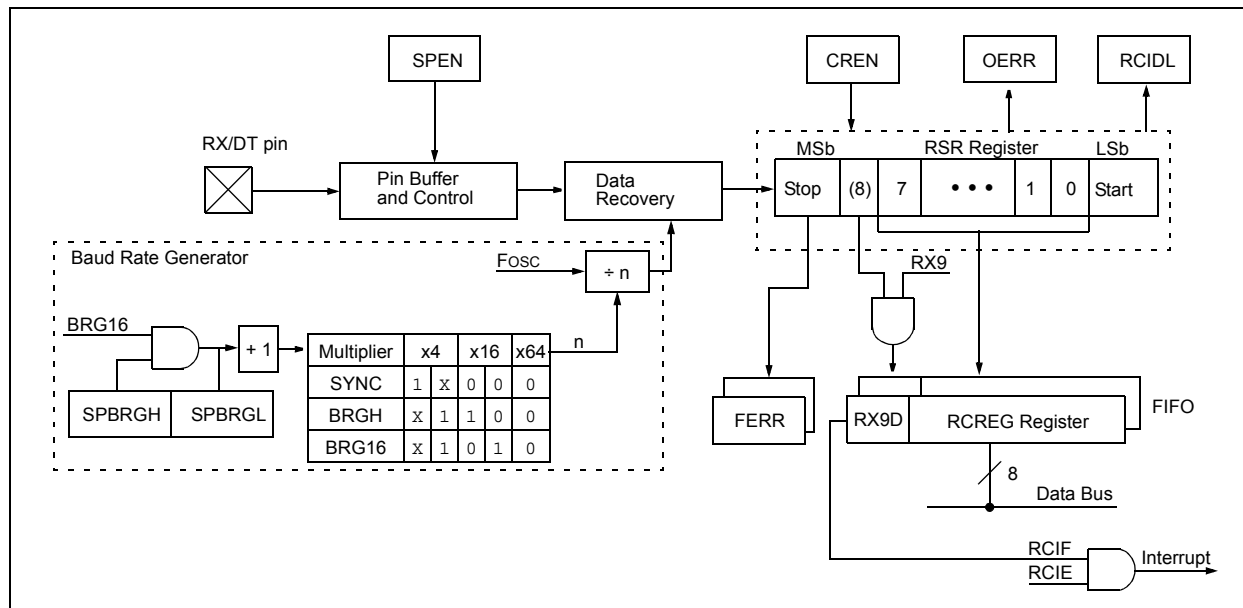 SPEN
CREN
OERR
RCIDL
RX/DT pin
Pin Buffer
and Control
Data
Recovery
MSb
RSR Register
LSb
Stop (8) 7 • • • 1 0 Start
Baud Rate Generator
FOSC
÷ n
RX9
BRG16
+ 1
n
Multiplier x4 x16 x64
SYNC 1 X 0 0 0
BRGH X 1 1 0 0
BRG16 X 1 0 1 0
SPBRGH SPBRGL
FERR
RX9D RCREG Register
FIFO
8
Data Bus
RCIF
RCIE
Interrupt